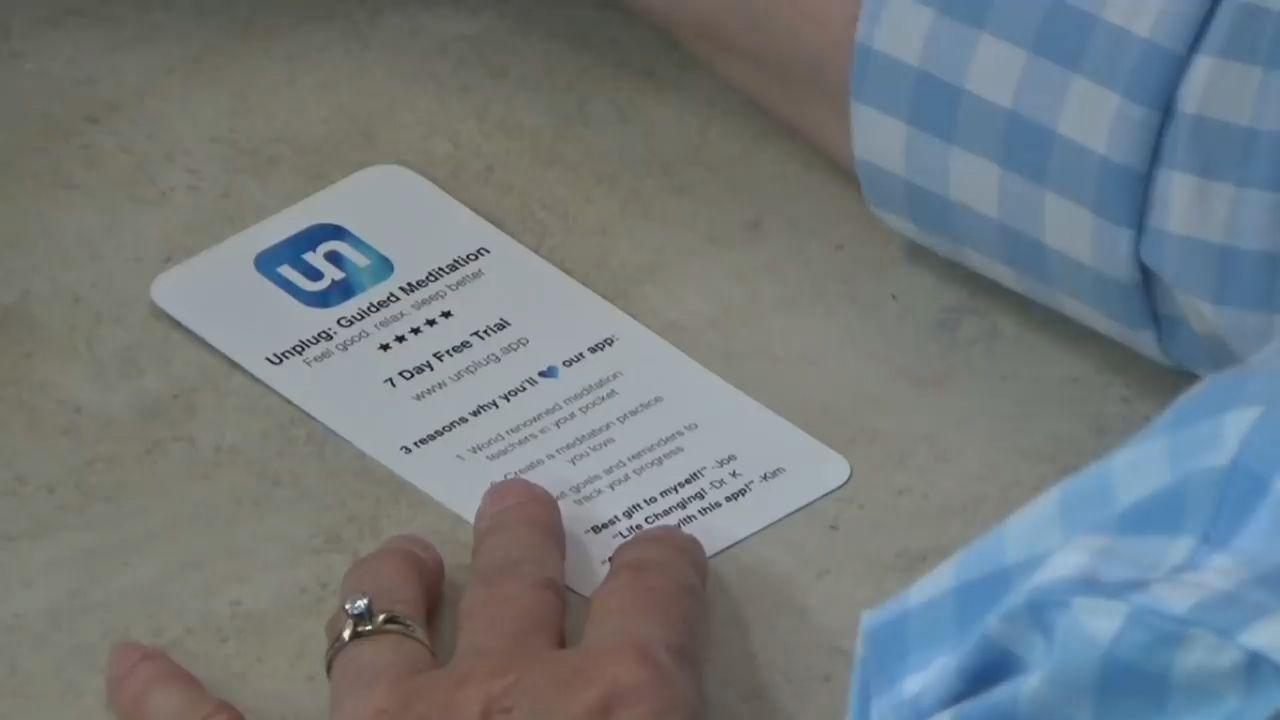 un
Unplug: Guided Meditation
Feel good, relax, sleep better
★★★★★
7 Day Free Trial
www.unplug.app
3 reasons why you'll 💙 our app:
1. World renowned meditation
teachers in your pocket
Create a meditation practice
you love
goals and reminders to
track your progress
"Best gift to myself!" -Joe
"Life Changing! -Dr. K
with this app!" -Kim